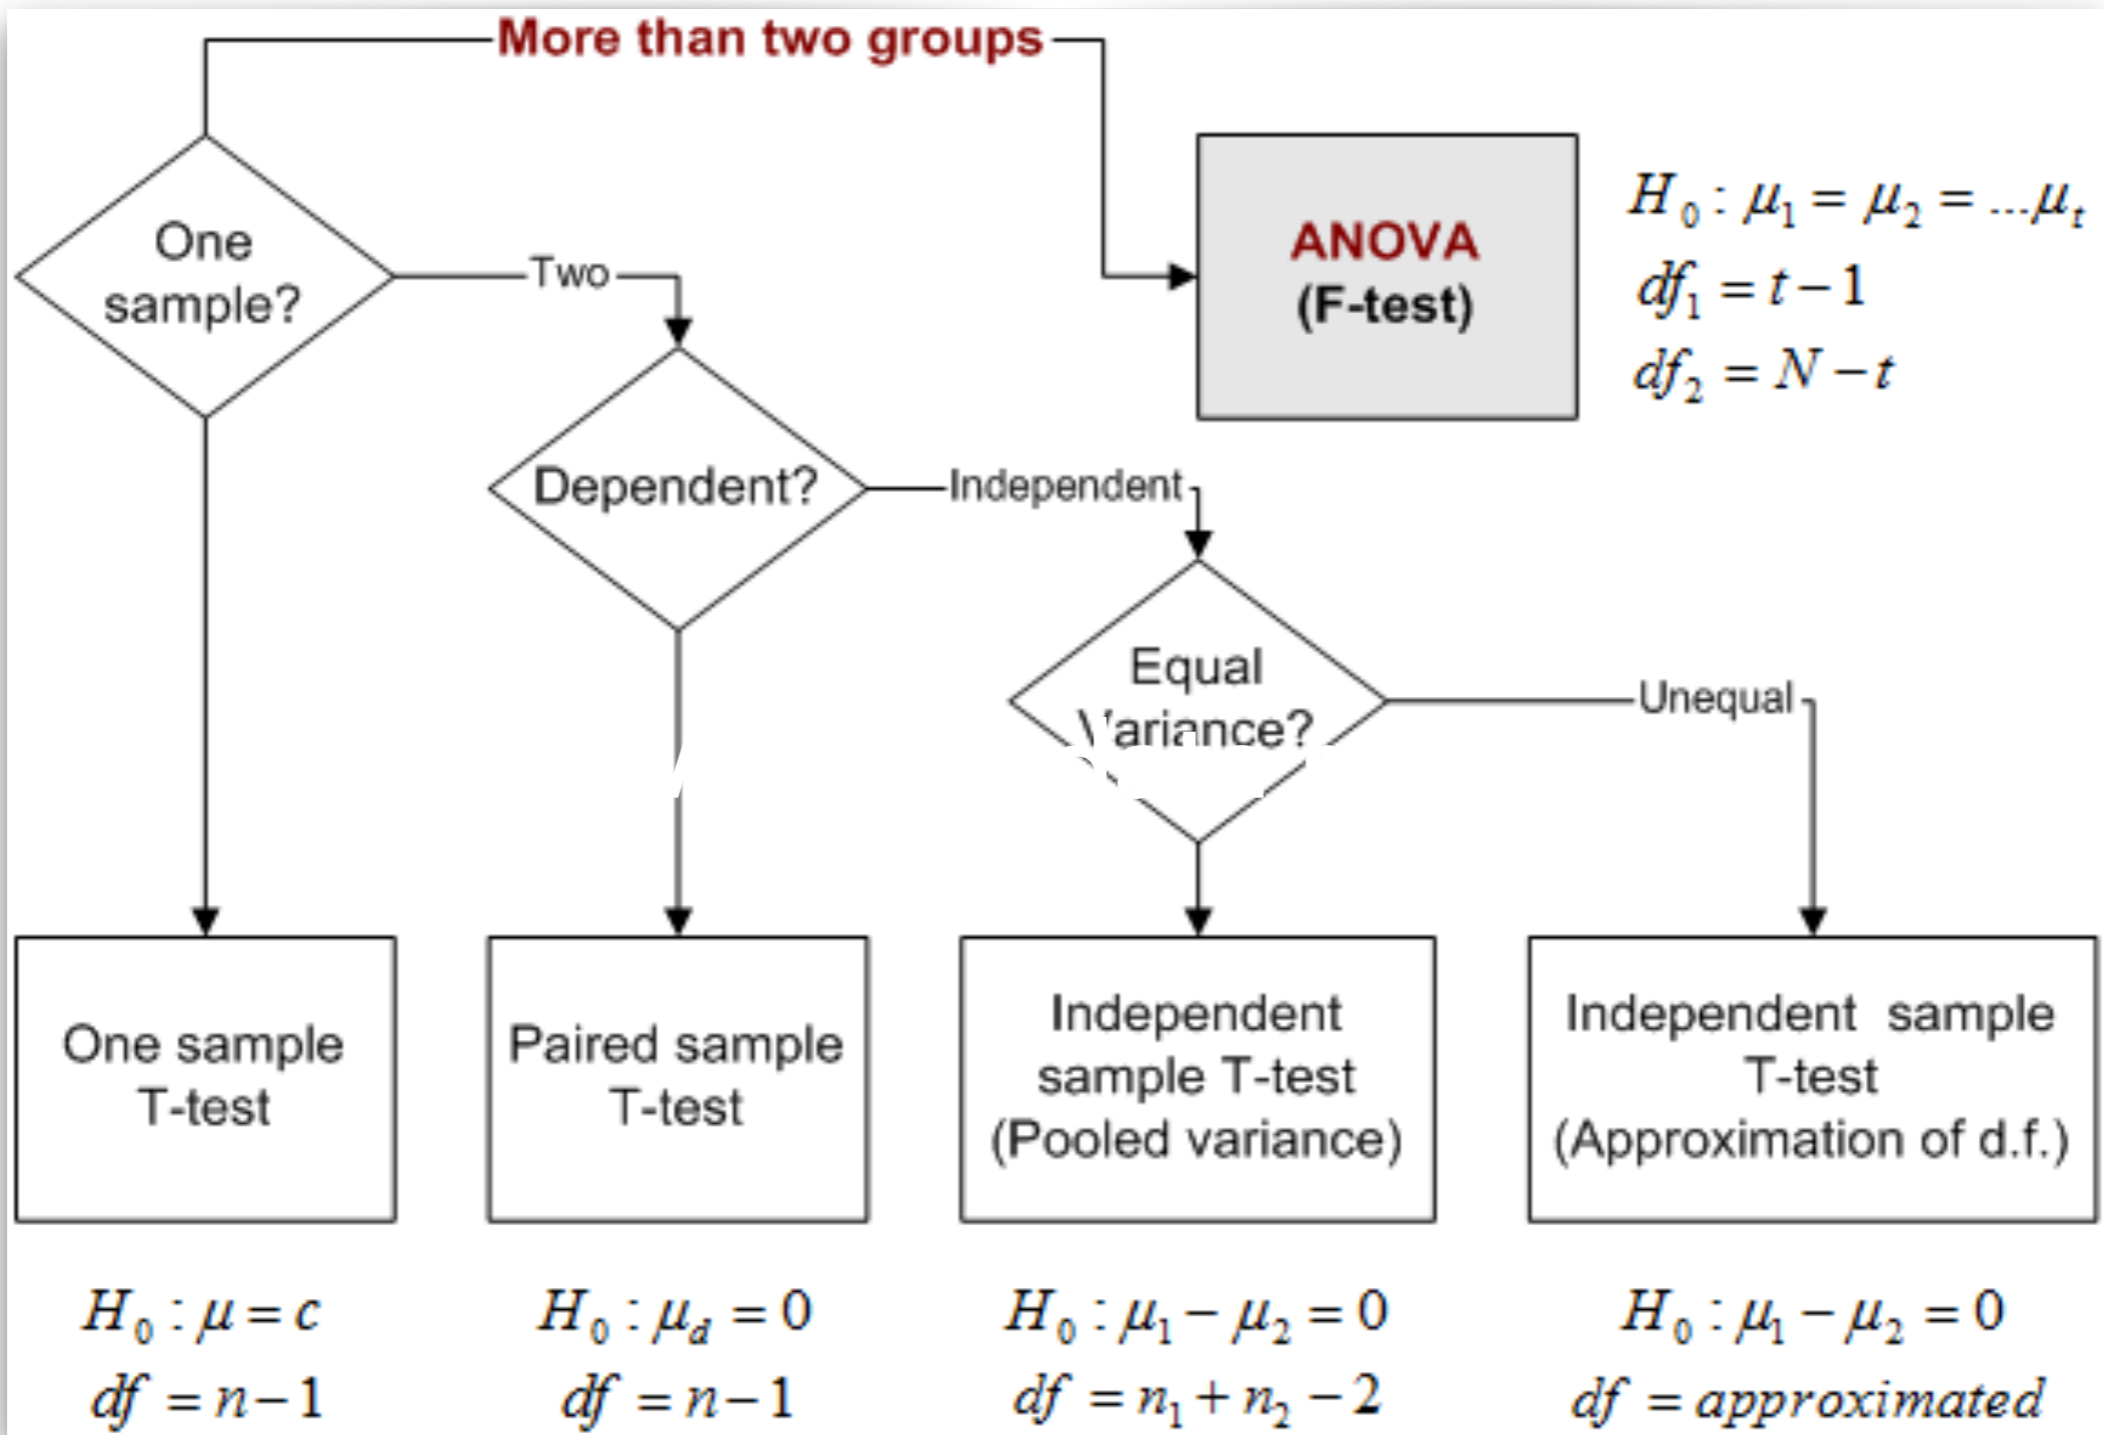 More than two groups
One
sample?
Two
ANOVA
(F-test)
H₀ : μ₁ = μ₂ = ...μₜ
df₁ = t − 1
df₂ = N − t
Dependent?
Independent
Equal
Variance?
Unequal
One sample
T-test
Paired sample
T-test
Independent
sample T-test
(Pooled variance)
Independent sample
T-test
(Approximation of d.f.)
H₀ : μ = c
df = n − 1
H₀ : μ_d = 0
df = n − 1
H₀ : μ₁ − μ₂ = 0
df = n₁ + n₂ − 2
H₀ : μ₁ − μ₂ = 0
df = approximated